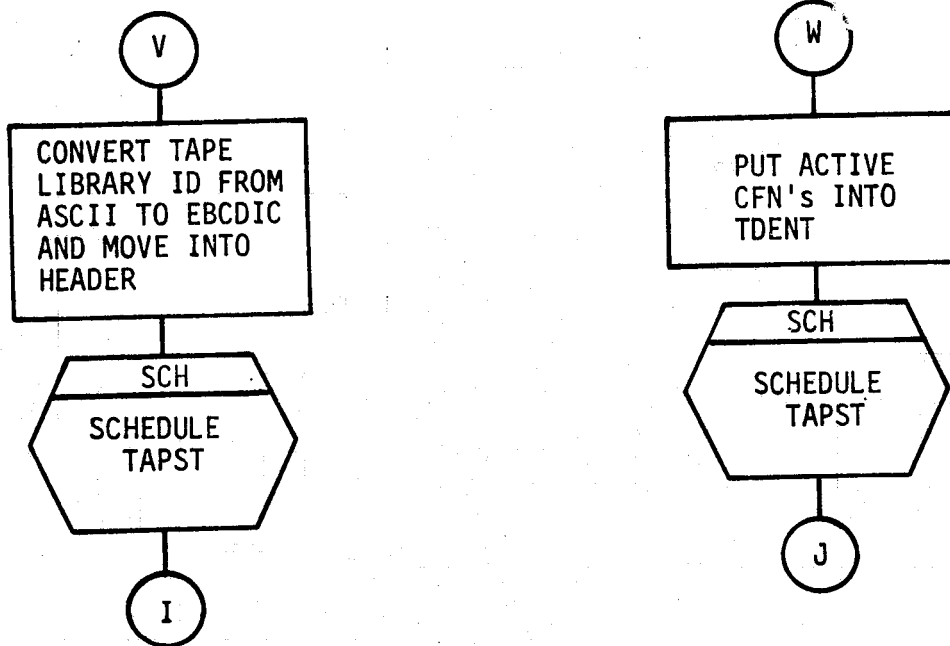 V
CONVERT TAPE
LIBRARY ID FROM
ASCII TO EBCDIC
AND MOVE INTO
HEADER
SCH
SCHEDULE
TAPST
I
W
PUT ACTIVE
CFN's INTO
TDENT
SCH
SCHEDULE
TAPST
J